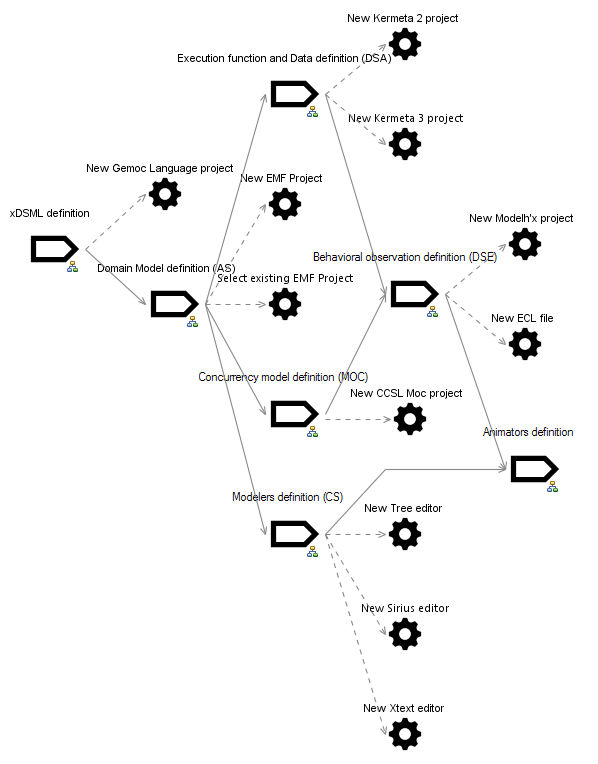 New Kermeta 2 project
Execution function and Data definition (DSA)
New Kermeta 3 project
New Gemoc Language project
New EMF Project
xDSML definition
New Modelh'x project
Behavioral observation definition (DSE)
Domain Model definition (AS)
Select existing EMF Project
New ECL file
Concurrency model definition (MOC)
New CCSL Moc project
Animators definition
Modelers definition (CS)
New Tree editor
New Sirius editor
New Xtext editor